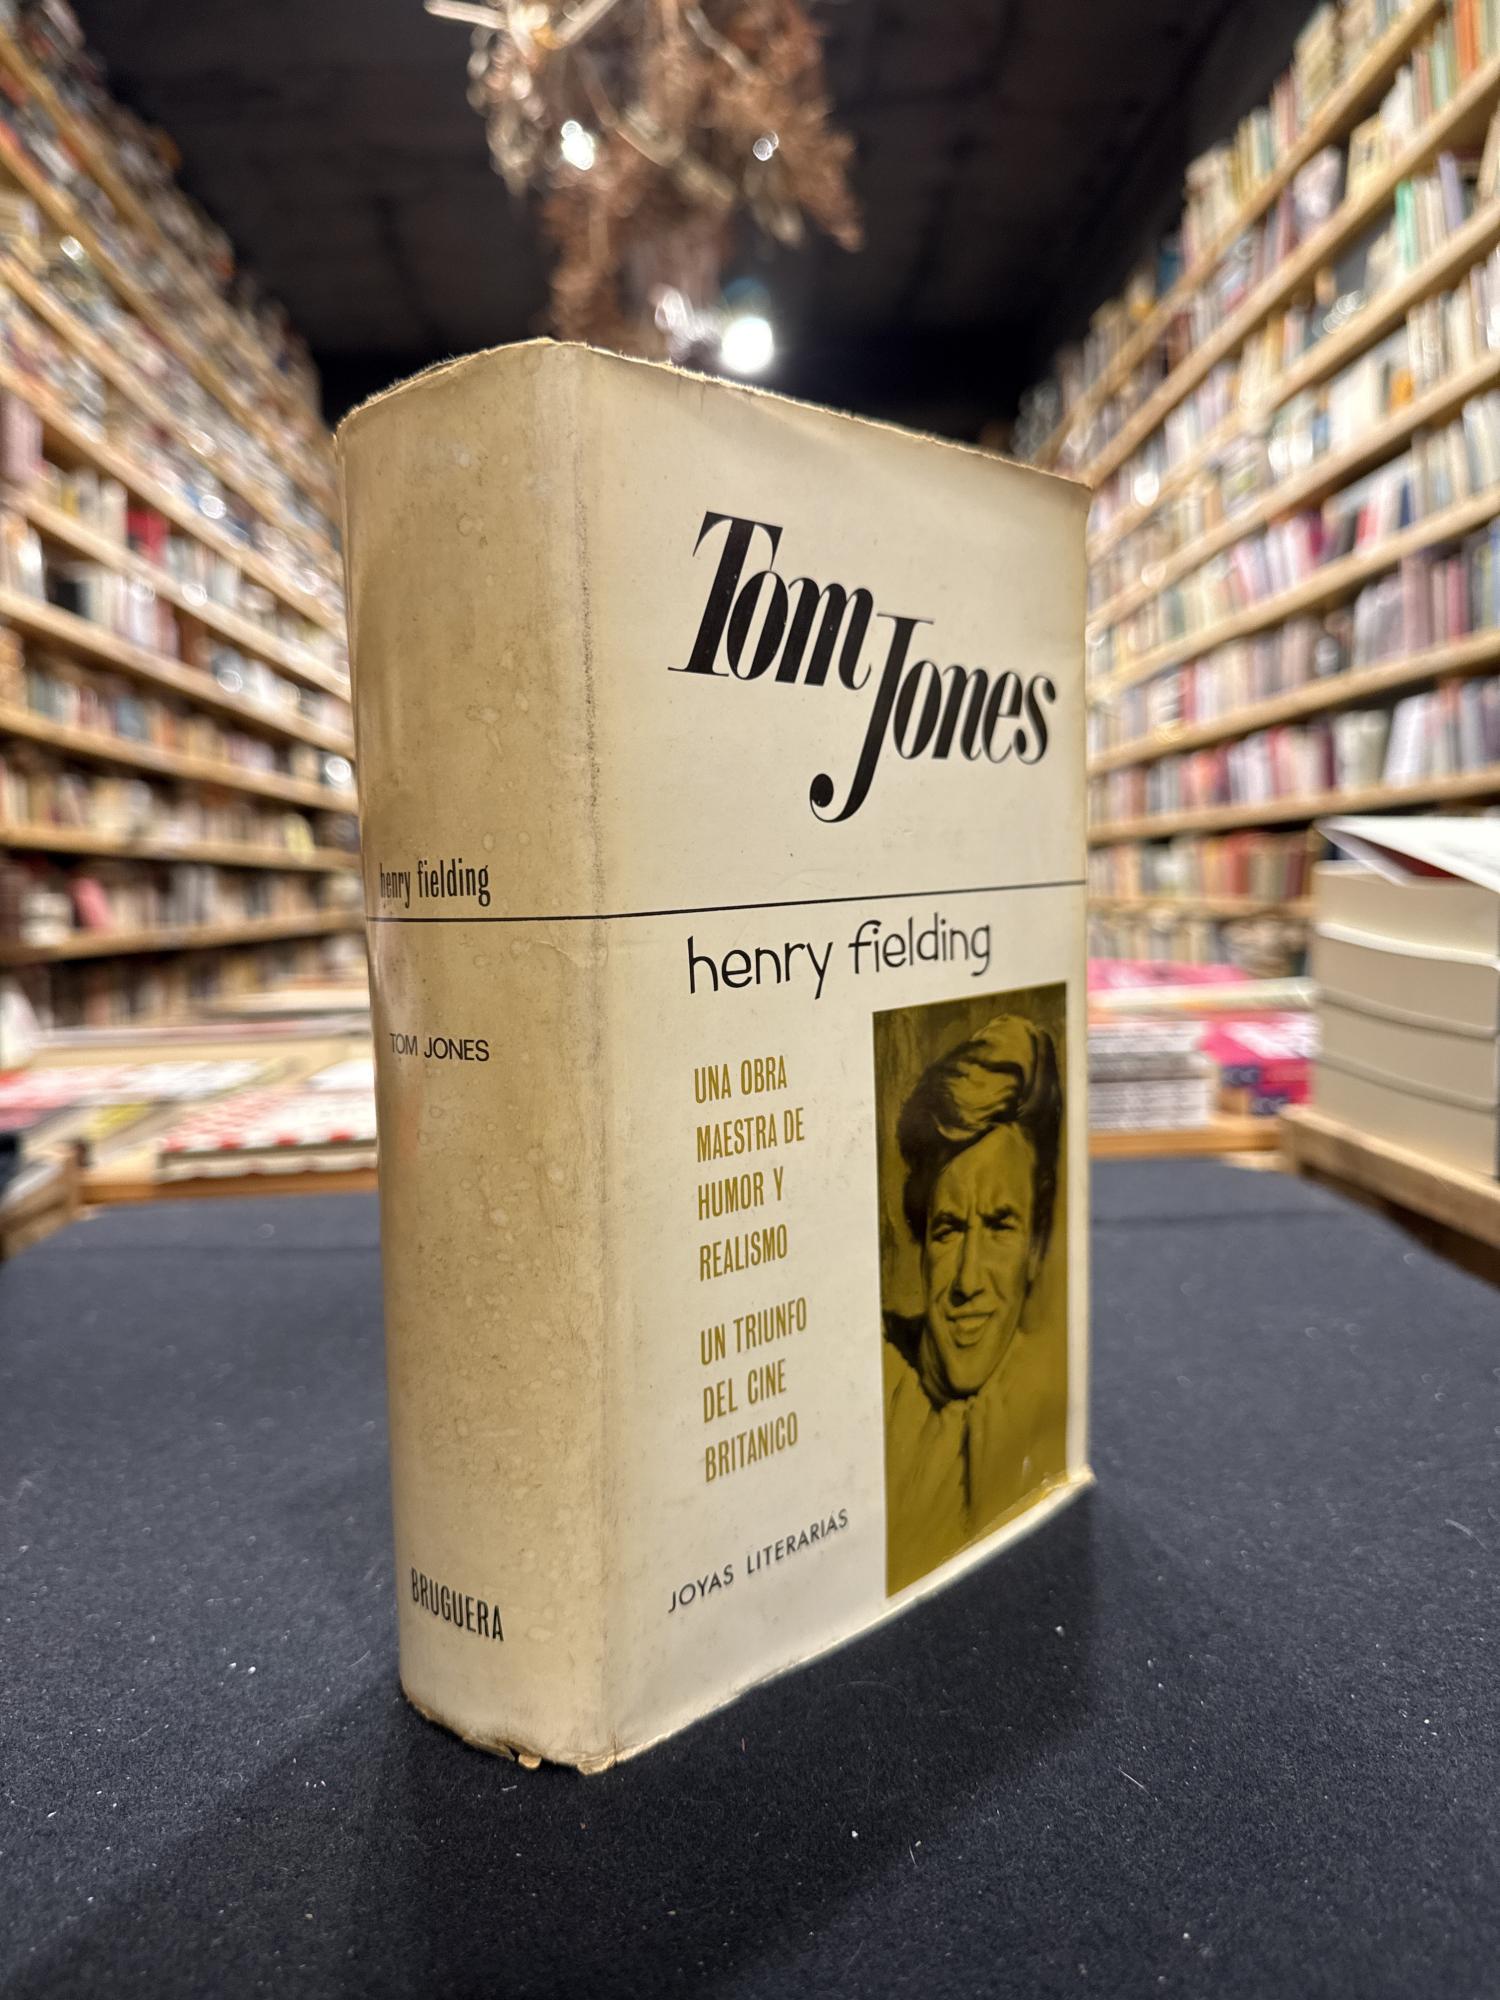 henry fielding
TOM JONES
BRUGUERA
Tom
Jones
henry fielding
UNA OBRA
MAESTRA DE
HUMOR Y
REALISMO
UN TRIUNFO
DEL CINE
BRITANICO
JOYAS LITERARIAS